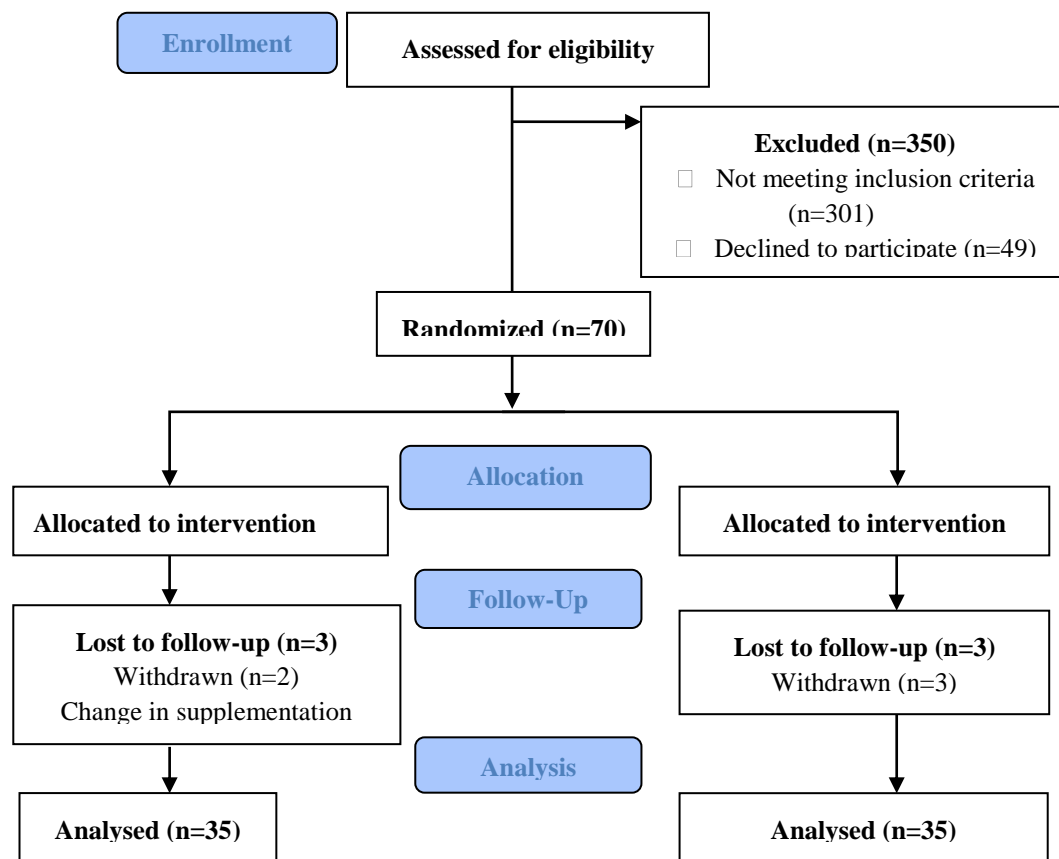 Enrollment
Assessed for eligibility
Excluded (n=350)
Not meeting inclusion criteria
(n=301)
Declined to participate (n=49)
Randomized (n=70)
Allocation
Allocated to intervention
Allocated to intervention
Follow-Up
Lost to follow-up (n=3)
Withdrawn (n=2)
Change in supplementation
Lost to follow-up (n=3)
Withdrawn (n=3)
Analysis
Analysed (n=35)
Analysed (n=35)